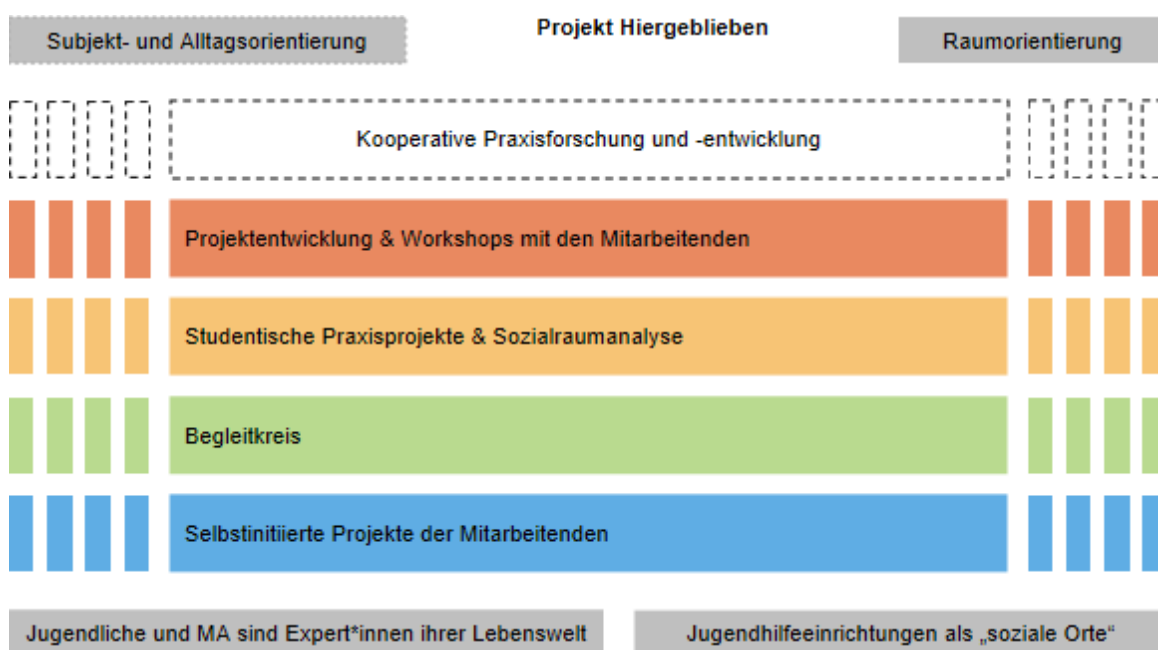 Projekt Hiergeblieben
Subjekt- und Alltagsorientierung
Raumorientierung
Kooperative Praxisforschung und -entwicklung
Projektentwicklung & Workshops mit den Mitarbeitenden
Studentische Praxisprojekte & Sozialraumanalyse
Begleitkreis
Selbstinitiierte Projekte der Mitarbeitenden
Jugendliche und MA sind Expert*innen ihrer Lebenswelt
Jugendhilfeeinrichtungen als „soziale Orte“